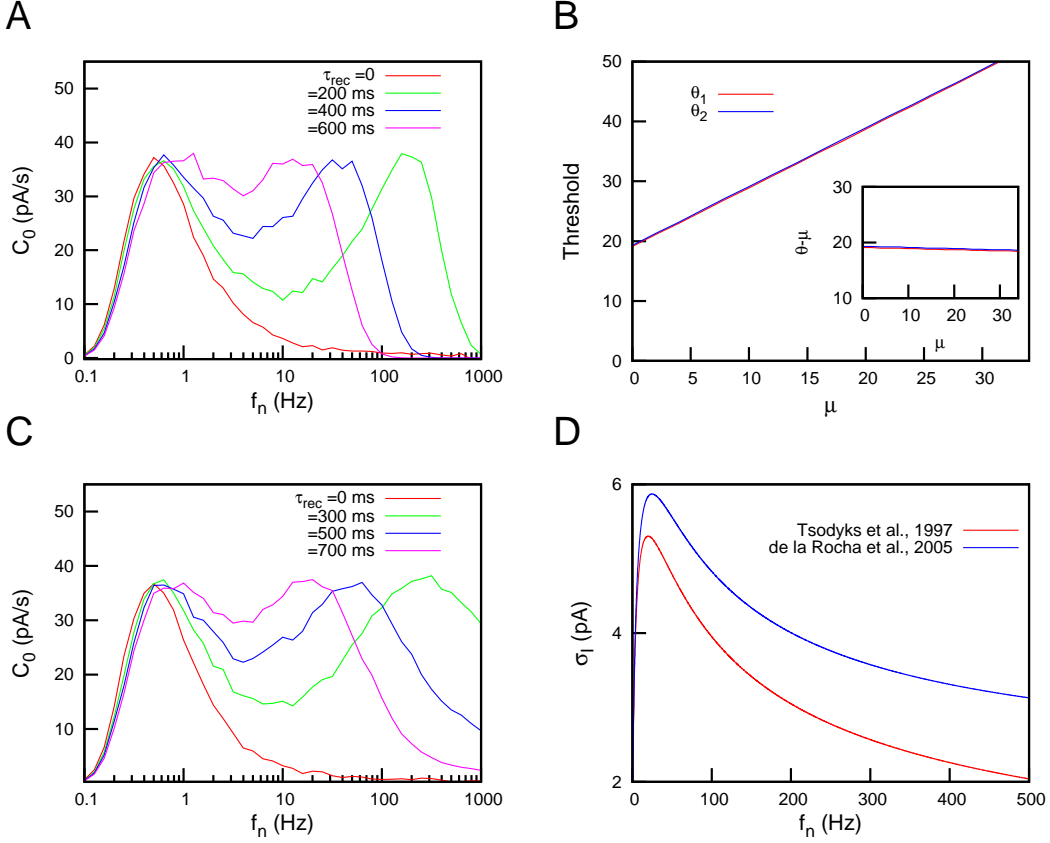 A
C0 (pA/s)
55
50
40
30
20
10
0
0.1 1 10 100 1000
fn (Hz)
τrec =0
=200 ms
=400 ms
=600 ms
B
Threshold
50
40
30
20
10
0
0 5 10 15 20 25 30
μ
θ1
θ2
θ-μ
30
20
10
0 10 20 30
μ
C
C0 (pA/s)
50
40
30
20
10
0.1 1 10 100 1000
fn (Hz)
τrec =0 ms
=300 ms
=500 ms
=700 ms
D
σI (pA)
6
4
2
0 100 200 300 400 500
fn (Hz)
Tsodyks et al., 1997
de la Rocha et al., 2005